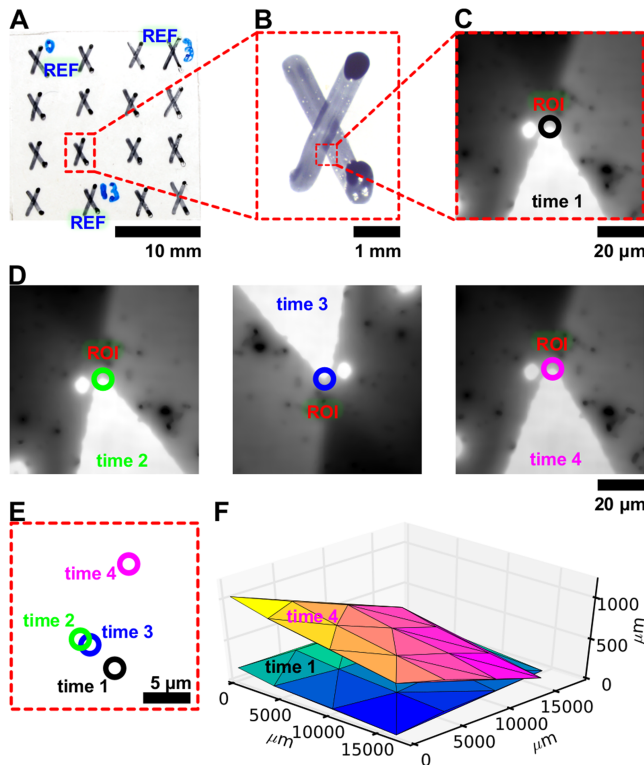 A
B
C
REF
REF
REF
13
10 mm
1 mm
ROI
time 1
20 µm
D
ROI
time 2
time 3
ROI
ROI
time 4
20 µm
E
F
time 4
time 2
time 3
time 1
5 µm
time 4
time 1
1000
500
0
µm
0
5000
10000
15000
µm
0
5000
10000
15000
µm